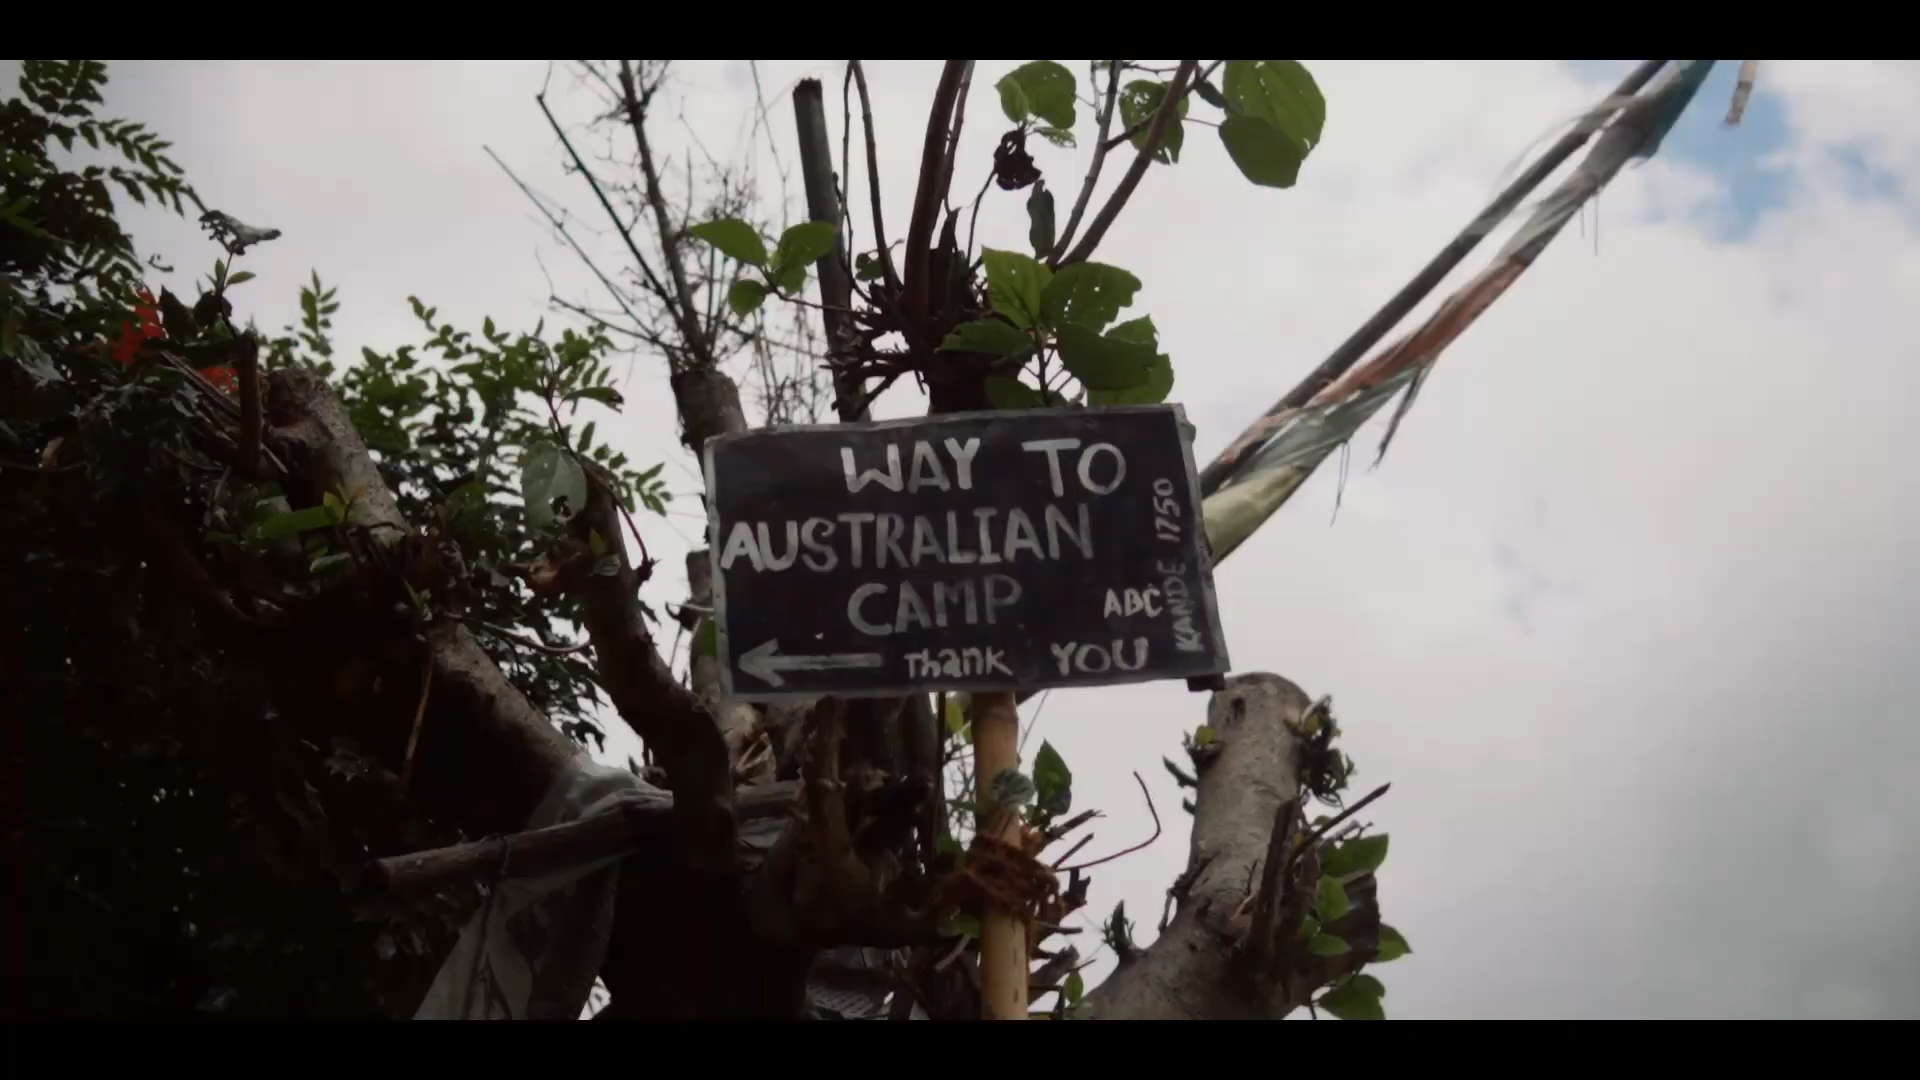 WAY TO
AUSTRALIAN
CAMP
ABC
Thank YOU
KANDE 1750